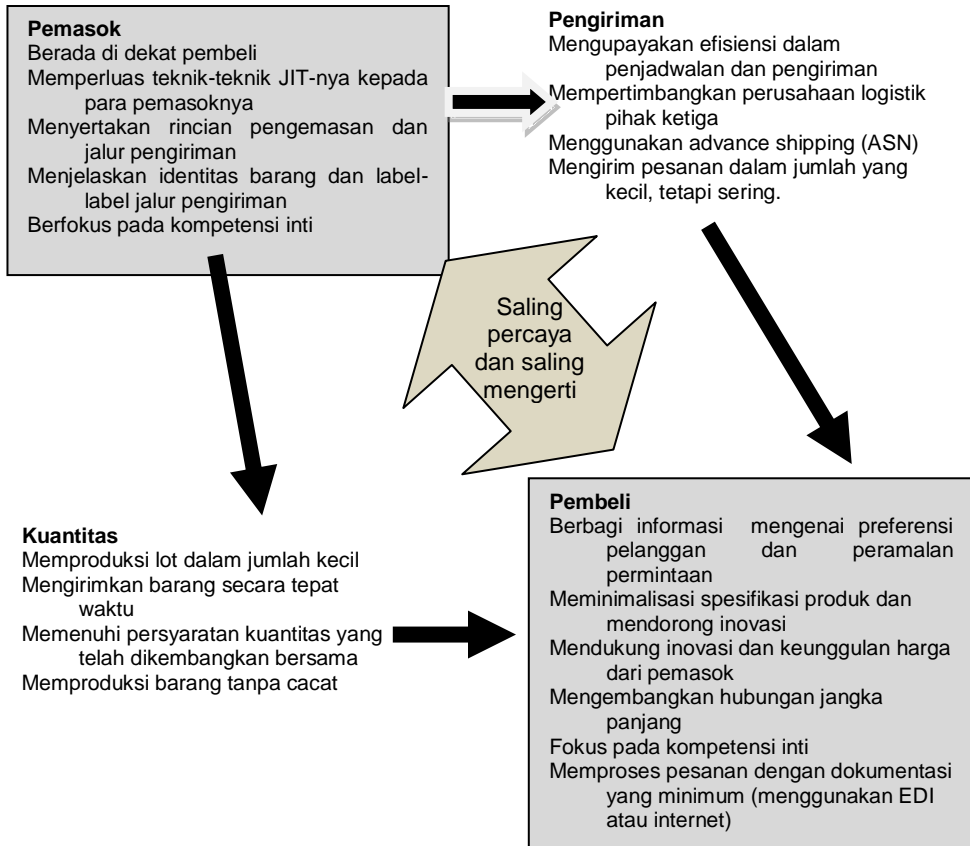 Pemasok
Berada di dekat pembeli
Memperluas teknik-teknik JIT-nya kepada
para pemasoknya
Menyertakan rincian pengemasan dan
jalur pengiriman
Menjelaskan identitas barang dan label-
label jalur pengiriman
Berfokus pada kompetensi inti
Pengiriman
Mengupayakan efisiensi dalam
penjadwalan dan pengiriman
Mempertimbangkan perusahaan logistik
pihak ketiga
Menggunakan advance shipping (ASN)
Mengirim pesanan dalam jumlah yang
kecil, tetapi sering.
Saling
percaya
dan saling
mengerti
Kuantitas
Memproduksi lot dalam jumlah kecil
Mengirimkan barang secara tepat
waktu
Memenuhi persyaratan kuantitas yang
telah dikembangkan bersama
Memproduksi barang tanpa cacat
Pembeli
Berbagi informasi mengenai preferensi
pelanggan dan peramalan
permintaan
Meminimalisasi spesifikasi produk dan
mendorong inovasi
Mendukung inovasi dan keunggulan harga
dari pemasok
Mengembangkan hubungan jangka
panjang
Fokus pada kompetensi inti
Memproses pesanan dengan dokumentasi
yang minimum (menggunakan EDI
atau internet)